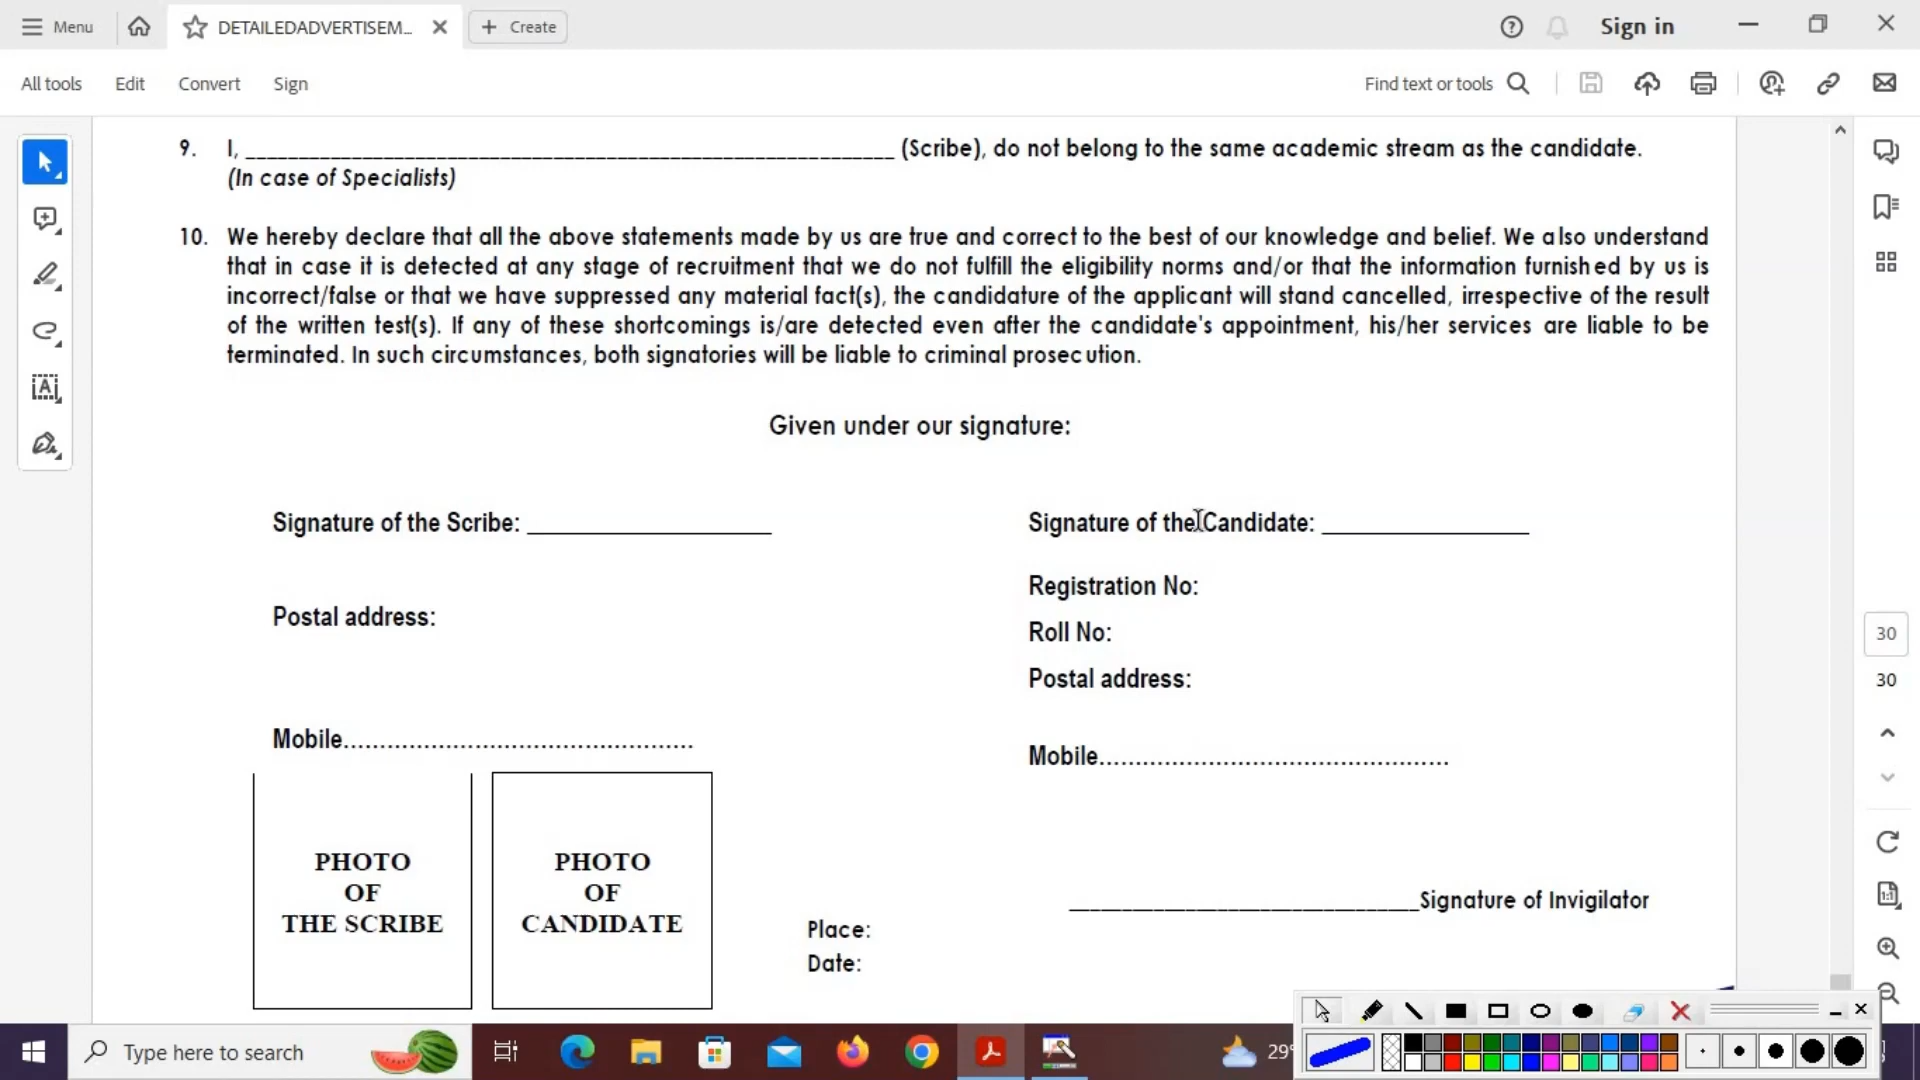 Menu
DETAILEDADVERTISEM...
Create
Sign in
All tools
Edit
Convert
Sign
Find text or tools
9. I, ______________________________________________________________ (Scribe), do not belong to the same academic stream as the candidate.
(In case of Specialists)
10. We hereby declare that all the above statements made by us are true and correct to the best of our knowledge and belief. We also understand
that in case it is detected at any stage of recruitment that we do not fulfill the eligibility norms and/or that the information furnished by us is
incorrect/false or that we have suppressed any material fact(s), the candidature of the applicant will stand cancelled, irrespective of the result
of the written test(s). If any of these shortcomings is/are detected even after the candidate's appointment, his/her services are liable to be
terminated. In such circumstances, both signatories will be liable to criminal prosecution.
Given under our signature:
Signature of the Scribe: __________________
Signature of the Candidate: _______________
Registration No:
Postal address:
Roll No:
Postal address:
Mobile................................................
Mobile................................................
PHOTO
OF
THE SCRIBE
PHOTO
OF
CANDIDATE
_________________________________Signature of Invigilator
Place:
Date:
30
30
Type here to search
29°